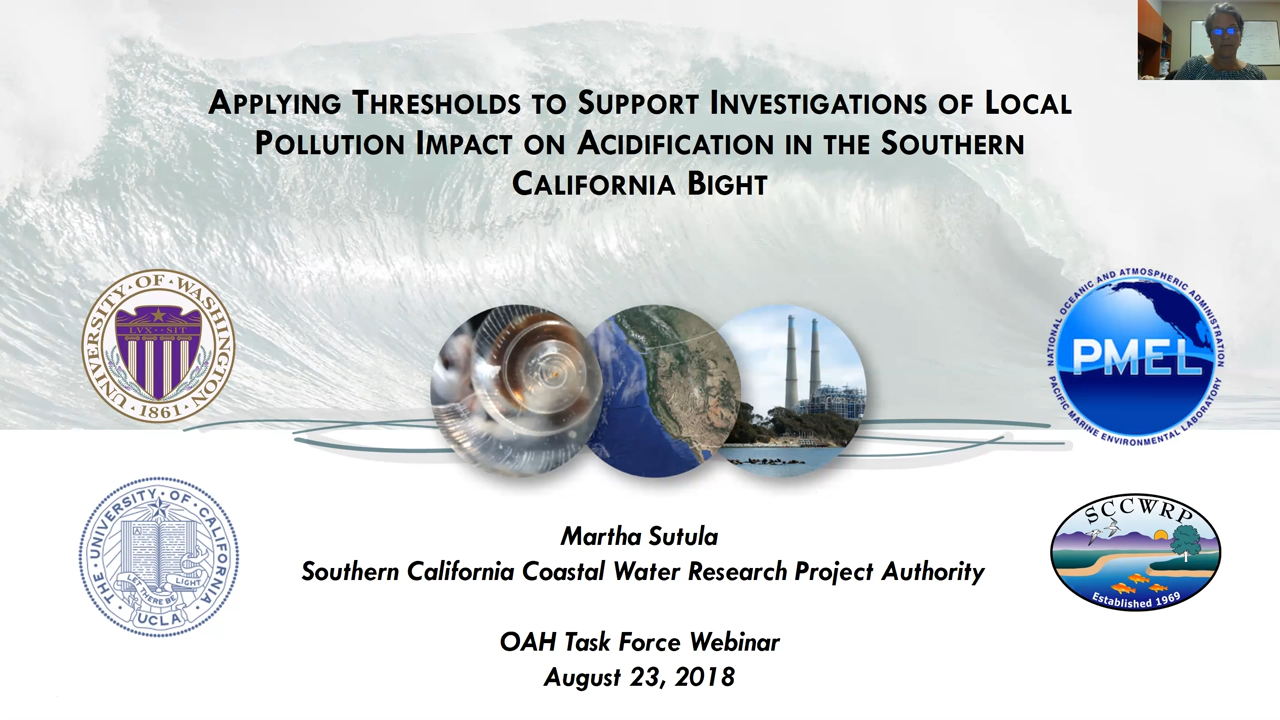 Applying Thresholds to Support Investigations of Local
Pollution Impact on Acidification in the Southern
California Bight
UNIVERSITY · OF · WASHINGTON
LVX SIT
· 1861 ·
NATIONAL OCEANIC AND ATMOSPHERIC ADMINISTRATION
PMEL
PACIFIC MARINE ENVIRONMENTAL LABORATORY
THE · UNIVERSITY · OF · CALIFORNIA
LET THERE BE LIGHT
UCLA
SCCWRP
Established 1969
Martha Sutula
Southern California Coastal Water Research Project Authority
OAH Task Force Webinar
August 23, 2018